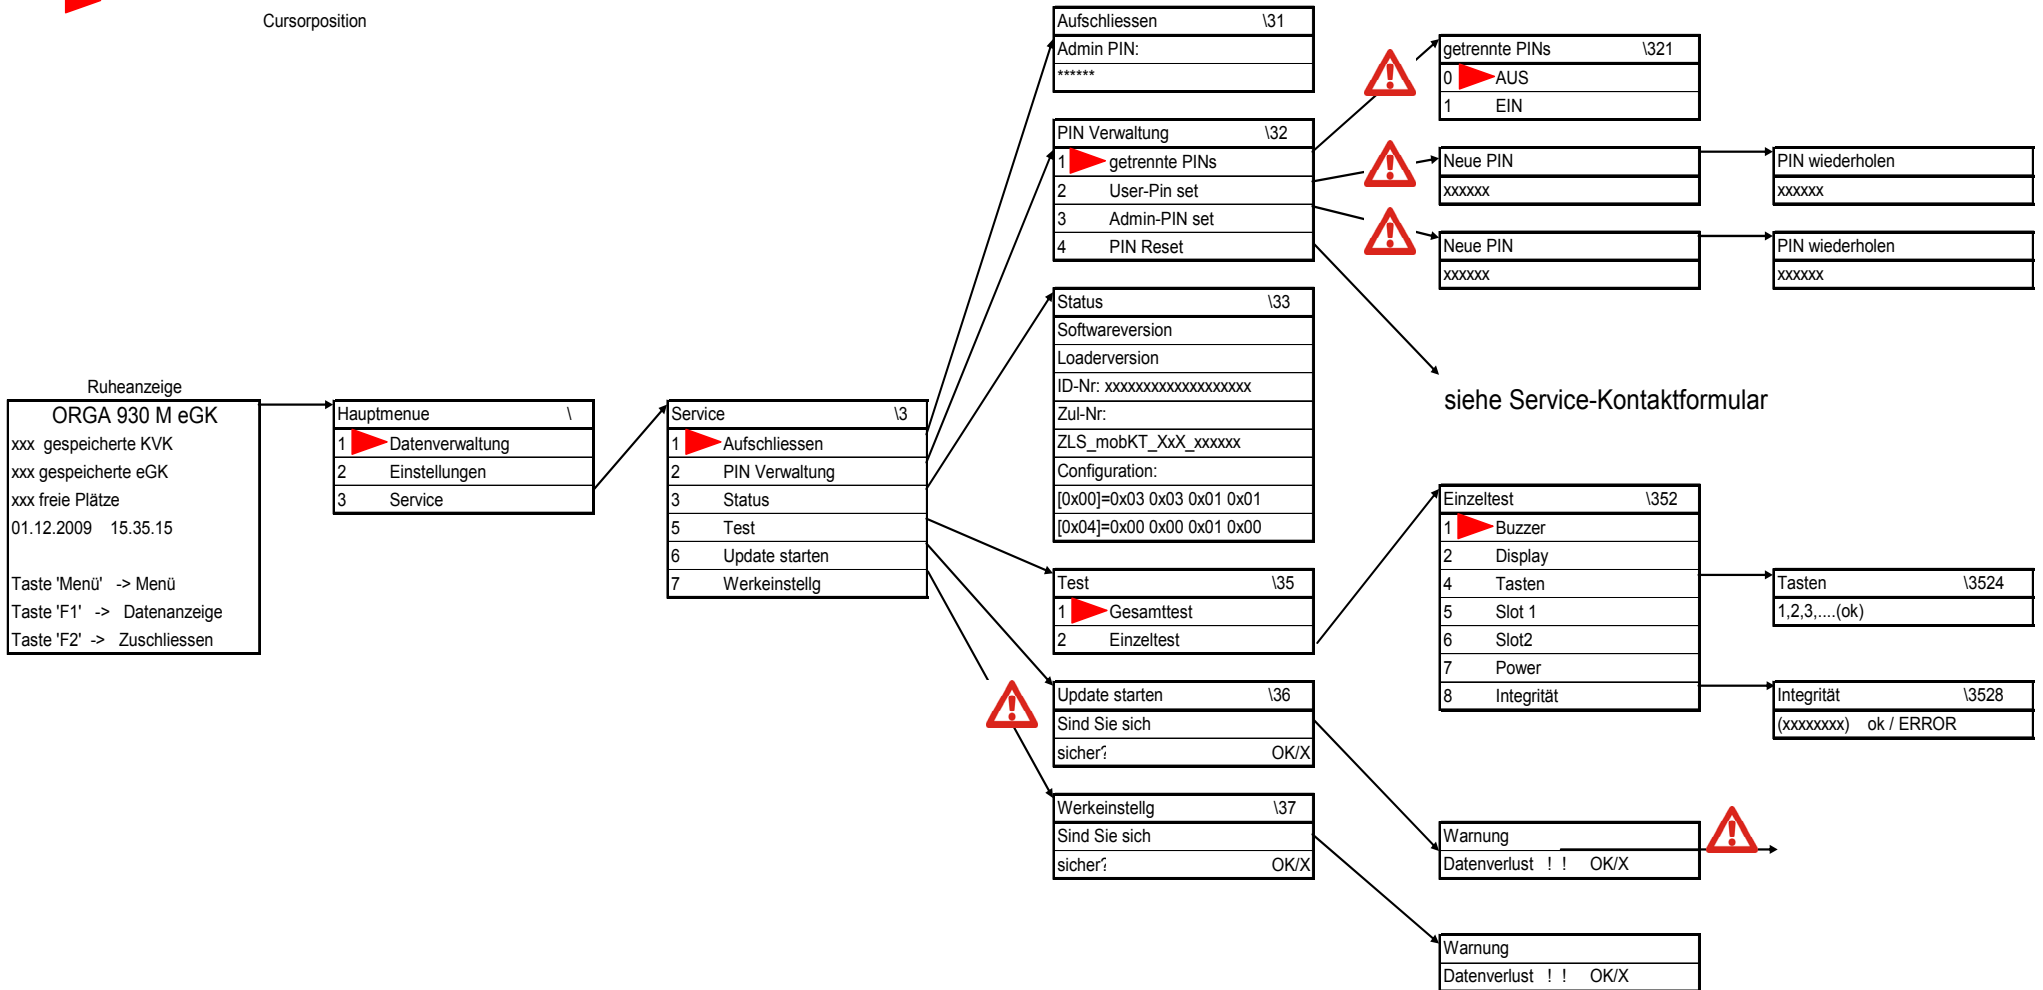 Cursorposition
Ruheanzeige
ORGA 930 M eGK
xxx gespeicherte KVK
xxx gespeicherte eGK
xxx freie Plätze
01.12.2009 15.35.15
Taste 'Menü' -> Menü
Taste 'F1' -> Datenanzeige
Taste 'F2' -> Zuschliessen
Hauptmenue \
1 Datenverwaltung
2 Einstellungen
3 Service
Service \3
1 Aufschliessen
2 PIN Verwaltung
3 Status
5 Test
6 Update starten
7 Werkeinstellg
Aufschliessen \31
Admin PIN:
******
PIN Verwaltung \32
1 getrennte PINs
2 User-Pin set
3 Admin-PIN set
4 PIN Reset
Status \33
Softwareversion
Loaderversion
ID-Nr: xxxxxxxxxxxxxxxxxxx
Zul-Nr:
ZLS_mobKT_XxX_xxxxxx
Configuration:
[0x00]=0x03 0x03 0x01 0x01
[0x04]=0x00 0x00 0x01 0x00
Test \35
1 Gesamttest
2 Einzeltest
Update starten \36
Sind Sie sich
sicher? OK/X
Werkeinstellg \37
Sind Sie sich
sicher? OK/X
getrennte PINs \321
0 AUS
1 EIN
Neue PIN
xxxxxx
PIN wiederholen
xxxxxx
Neue PIN
xxxxxx
PIN wiederholen
xxxxxx
siehe Service-Kontaktformular
Einzeltest \352
1 Buzzer
2 Display
4 Tasten
5 Slot 1
6 Slot2
7 Power
8 Integrität
Tasten \3524
1,2,3,....(ok)
Integrität \3528
(xxxxxxxx) ok / ERROR
Warnung
Datenverlust ! ! OK/X
Warnung
Datenverlust ! ! OK/X